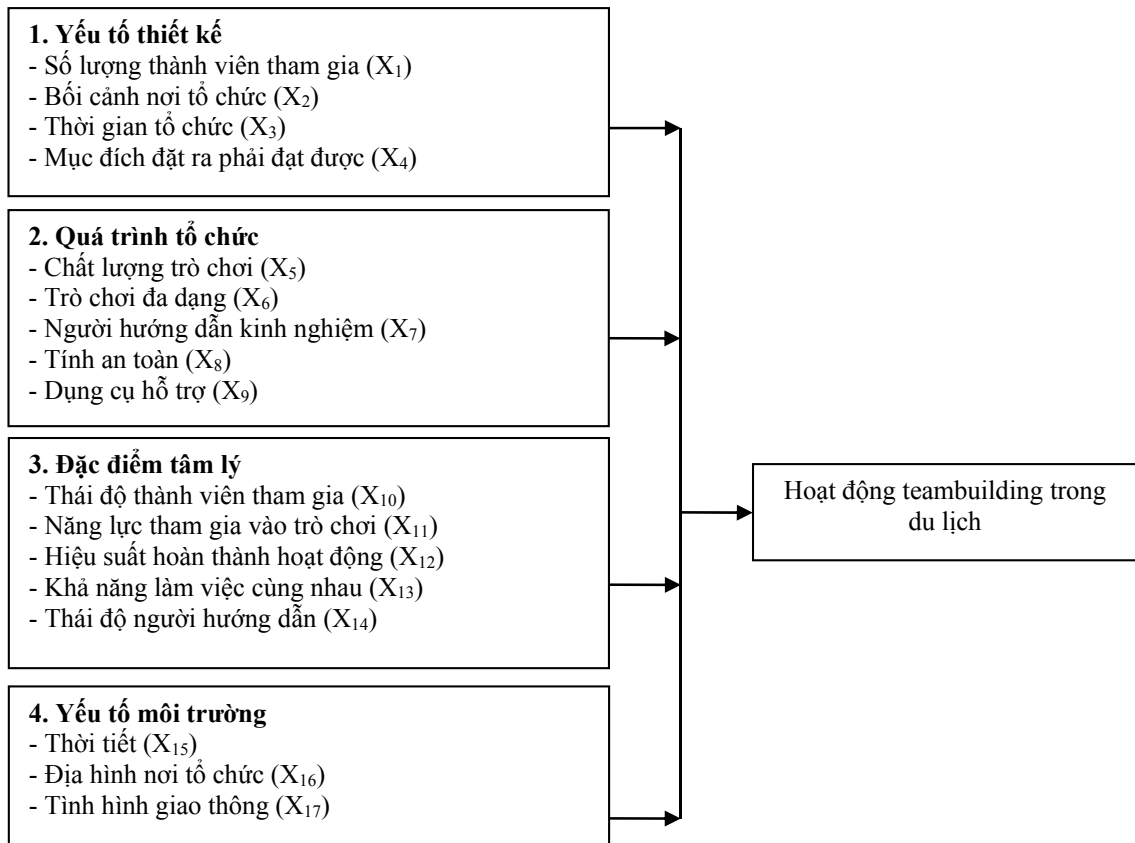 1. Yếu tố thiết kế
- Số lượng thành viên tham gia (X₁)
- Bối cảnh nơi tổ chức (X₂)
- Thời gian tổ chức (X₃)
- Mục đích đặt ra phải đạt được (X₄)
2. Quá trình tổ chức
- Chất lượng trò chơi (X₅)
- Trò chơi đa dạng (X₆)
- Người hướng dẫn kinh nghiệm (X₇)
- Tính an toàn (X₈)
- Dụng cụ hỗ trợ (X₉)
3. Đặc điểm tâm lý
- Thái độ thành viên tham gia (X₁₀)
- Năng lực tham gia vào trò chơi (X₁₁)
- Hiệu suất hoàn thành hoạt động (X₁₂)
- Khả năng làm việc cùng nhau (X₁₃)
- Thái độ người hướng dẫn (X₁₄)
4. Yếu tố môi trường
- Thời tiết (X₁₅)
- Địa hình nơi tổ chức (X₁₆)
- Tình hình giao thông (X₁₇)
Hoạt động teambuilding trong
du lịch